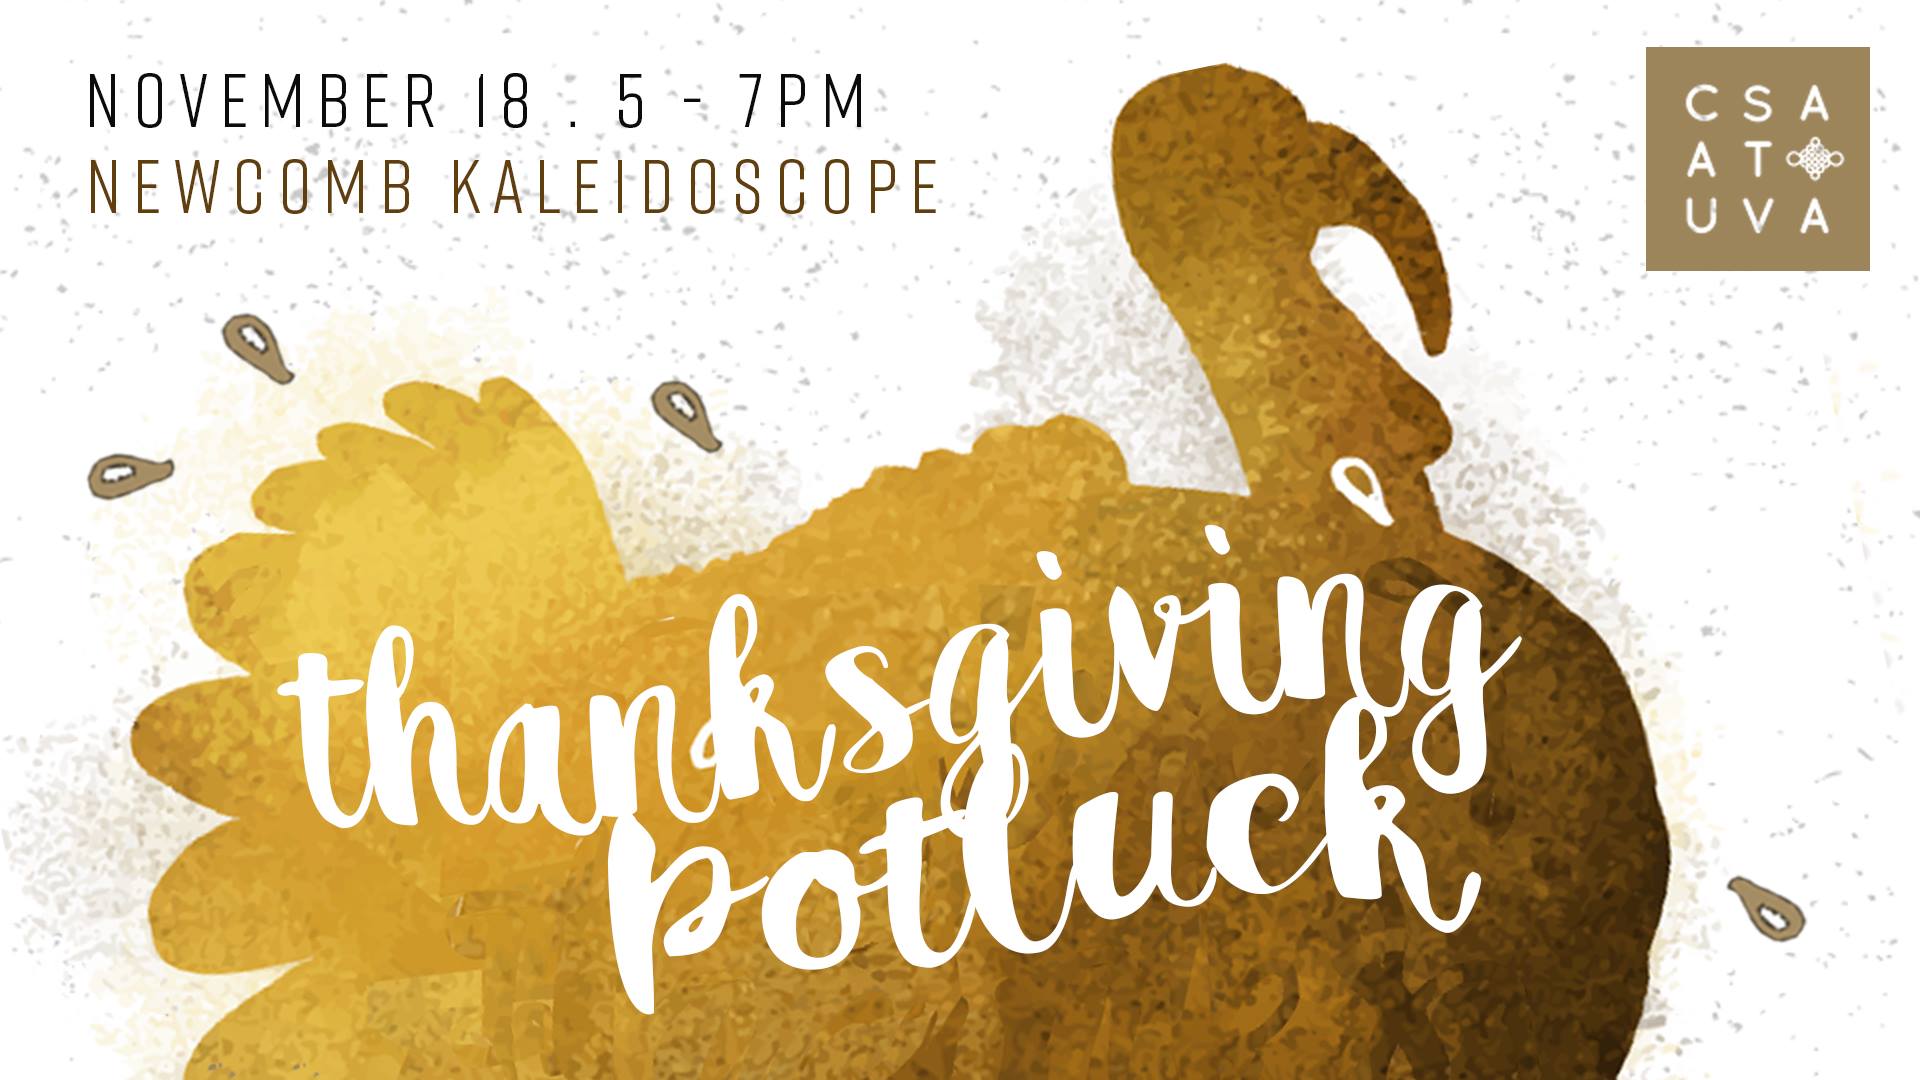 NOVEMBER 18 . 5 - 7PM
NEWCOMB KALEIDOSCOPE
CSA
AT
UVA
thanksgiving
potluck